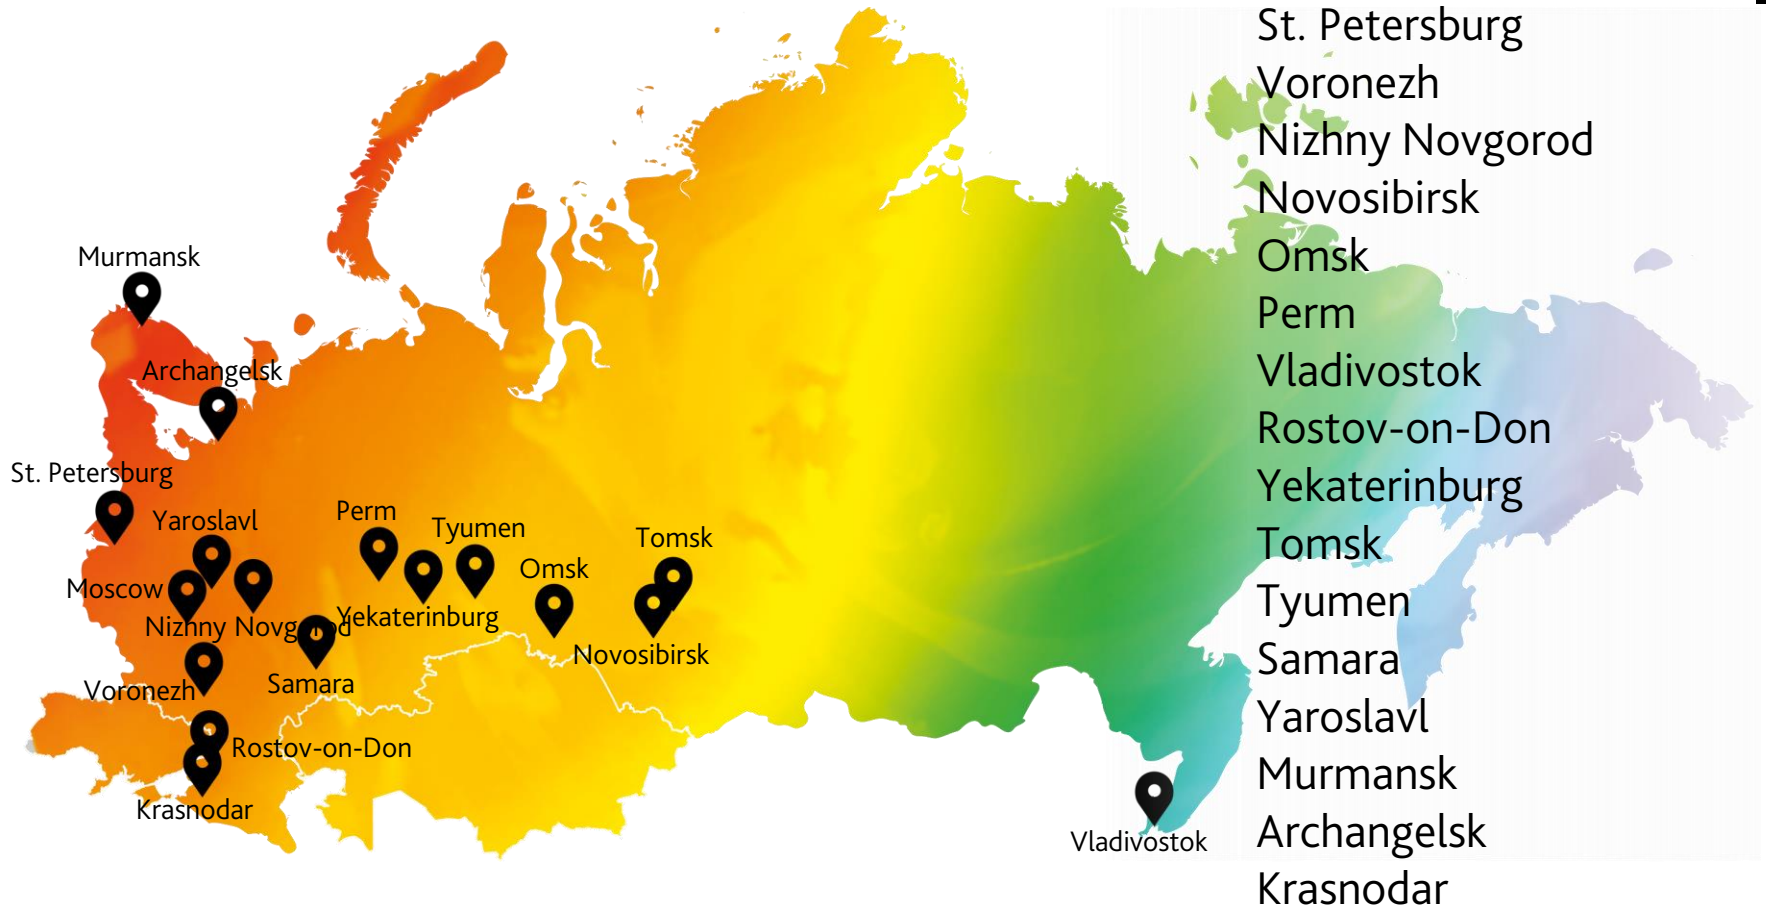 Murmansk
Archangelsk
St. Petersburg
Yaroslavl
Perm
Tyumen
Tomsk
Omsk
Moscow
Nizhny Novgorod
Yekaterinburg
Novosibirsk
Voronezh
Samara
Rostov-on-Don
Krasnodar
Vladivostok
St. Petersburg
Voronezh
Nizhny Novgorod
Novosibirsk
Omsk
Perm
Vladivostok
Rostov-on-Don
Yekaterinburg
Tomsk
Tyumen
Samara
Yaroslavl
Murmansk
Archangelsk
Krasnodar